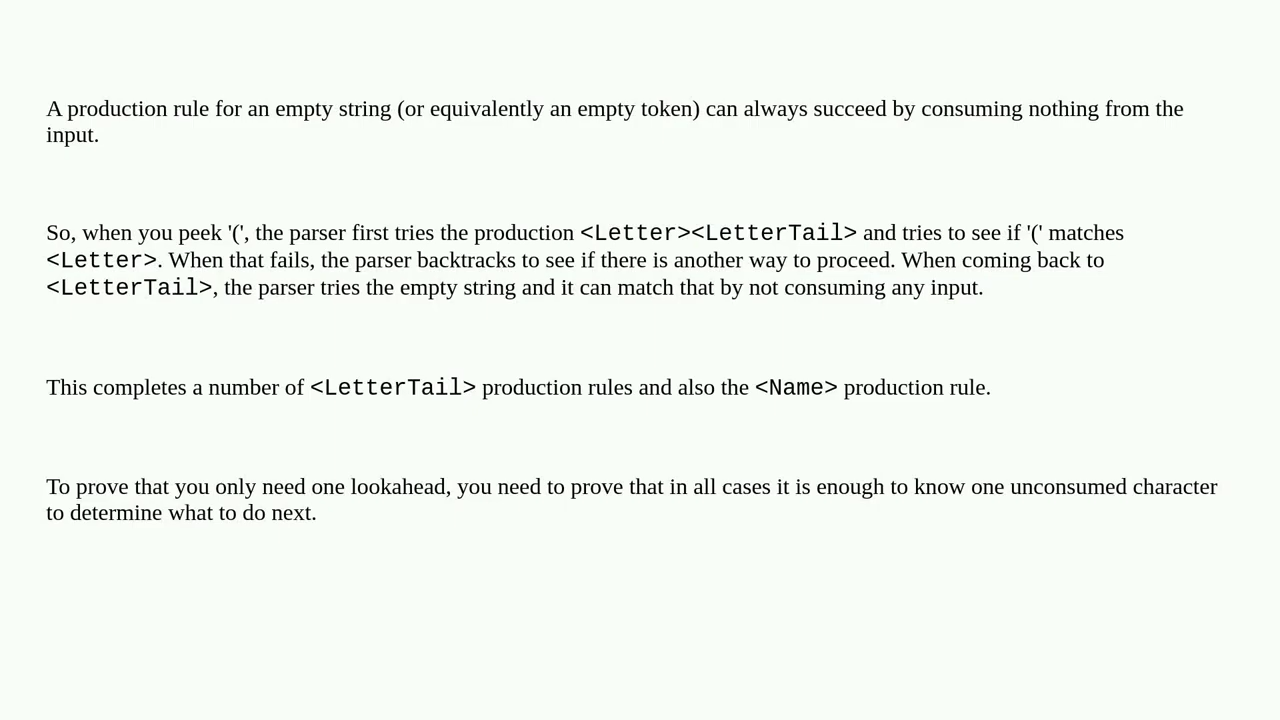 A production rule for an empty string (or equivalently an empty token) can always succeed by consuming nothing from the
input.
So, when you peek '(', the parser first tries the production <Letter><LetterTail> and tries to see if '(' matches
<Letter>. When that fails, the parser backtracks to see if there is another way to proceed. When coming back to
<LetterTail>, the parser tries the empty string and it can match that by not consuming any input.
This completes a number of <LetterTail> production rules and also the <Name> production rule.
To prove that you only need one lookahead, you need to prove that in all cases it is enough to know one unconsumed character
to determine what to do next.